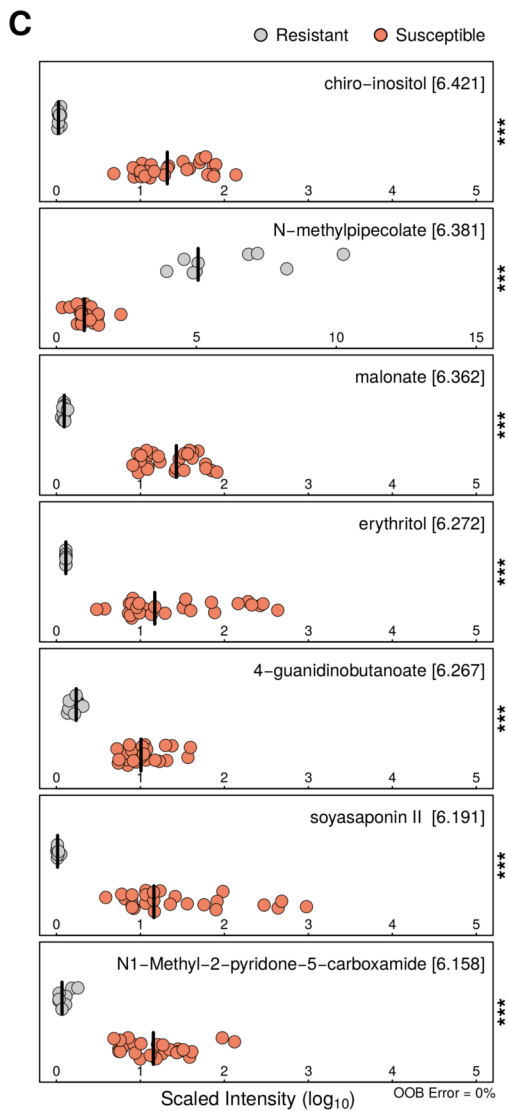 C
Resistant Susceptible
chiro−inositol [6.421]
***
0 1 2 3 4 5
N−methylpipecolate [6.381]
***
0 5 10 15
malonate [6.362]
***
0 1 2 3 4 5
erythritol [6.272]
***
0 1 2 3 4 5
4−guanidinobutanoate [6.267]
***
0 1 2 3 4 5
soyasaponin II [6.191]
***
0 1 2 3 4 5
N1−Methyl−2−pyridone−5−carboxamide [6.158]
***
0 1 2 3 4 5
Scaled Intensity (log10) OOB Error = 0%